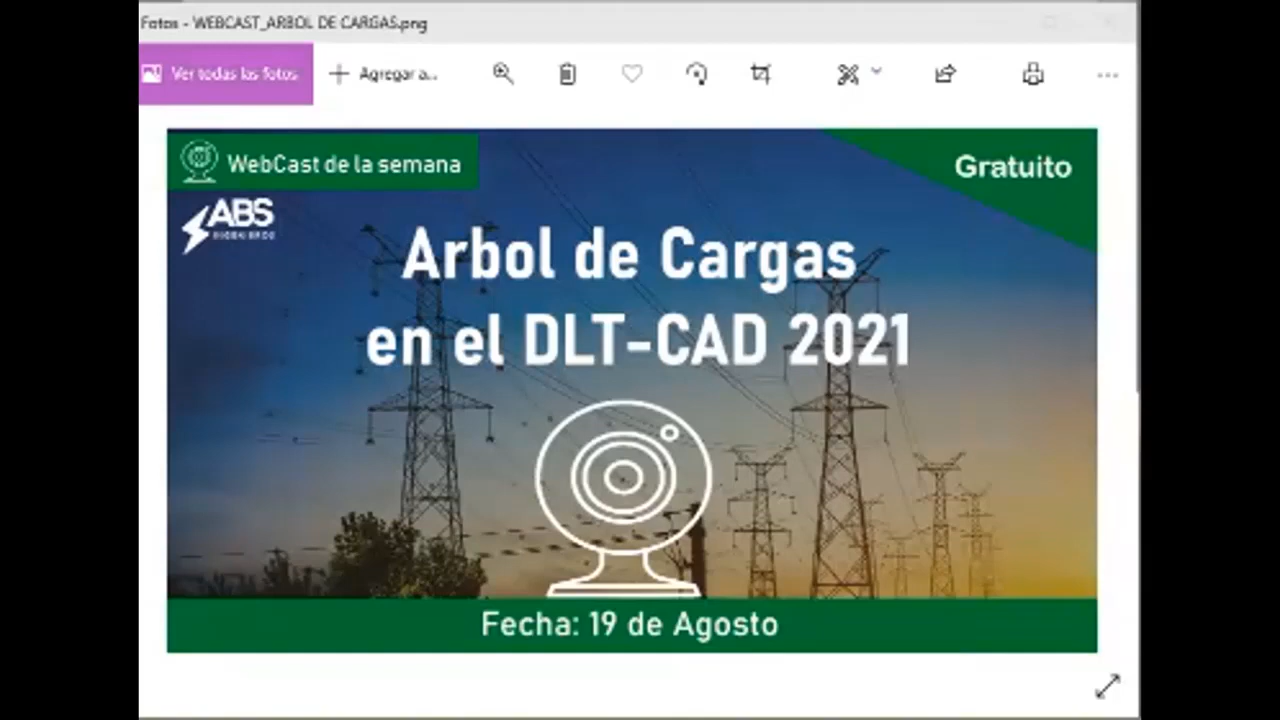 Fotos - WEBCAST_ARBOL DE CARGAS.png
Ver todas las fotos
Agregar a...
WebCast de la semana
Gratuito
ABS
INGENIEROS
Arbol de Cargas
en el DLT-CAD 2021
Fecha: 19 de Agosto